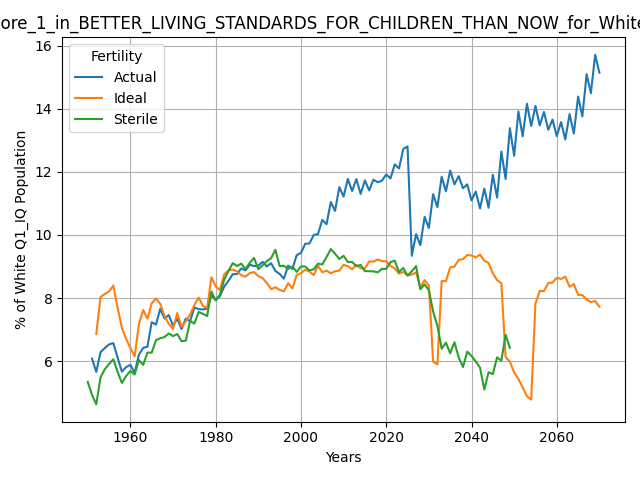 ore_1_in_BETTER_LIVING_STANDARDS_FOR_CHILDREN_THAN_NOW_for_White
16
14
12
10
8
6
% of White Q1_IQ Population
Fertility
Actual
Ideal
Sterile
1960
1980
2000
2020
2040
2060
Years